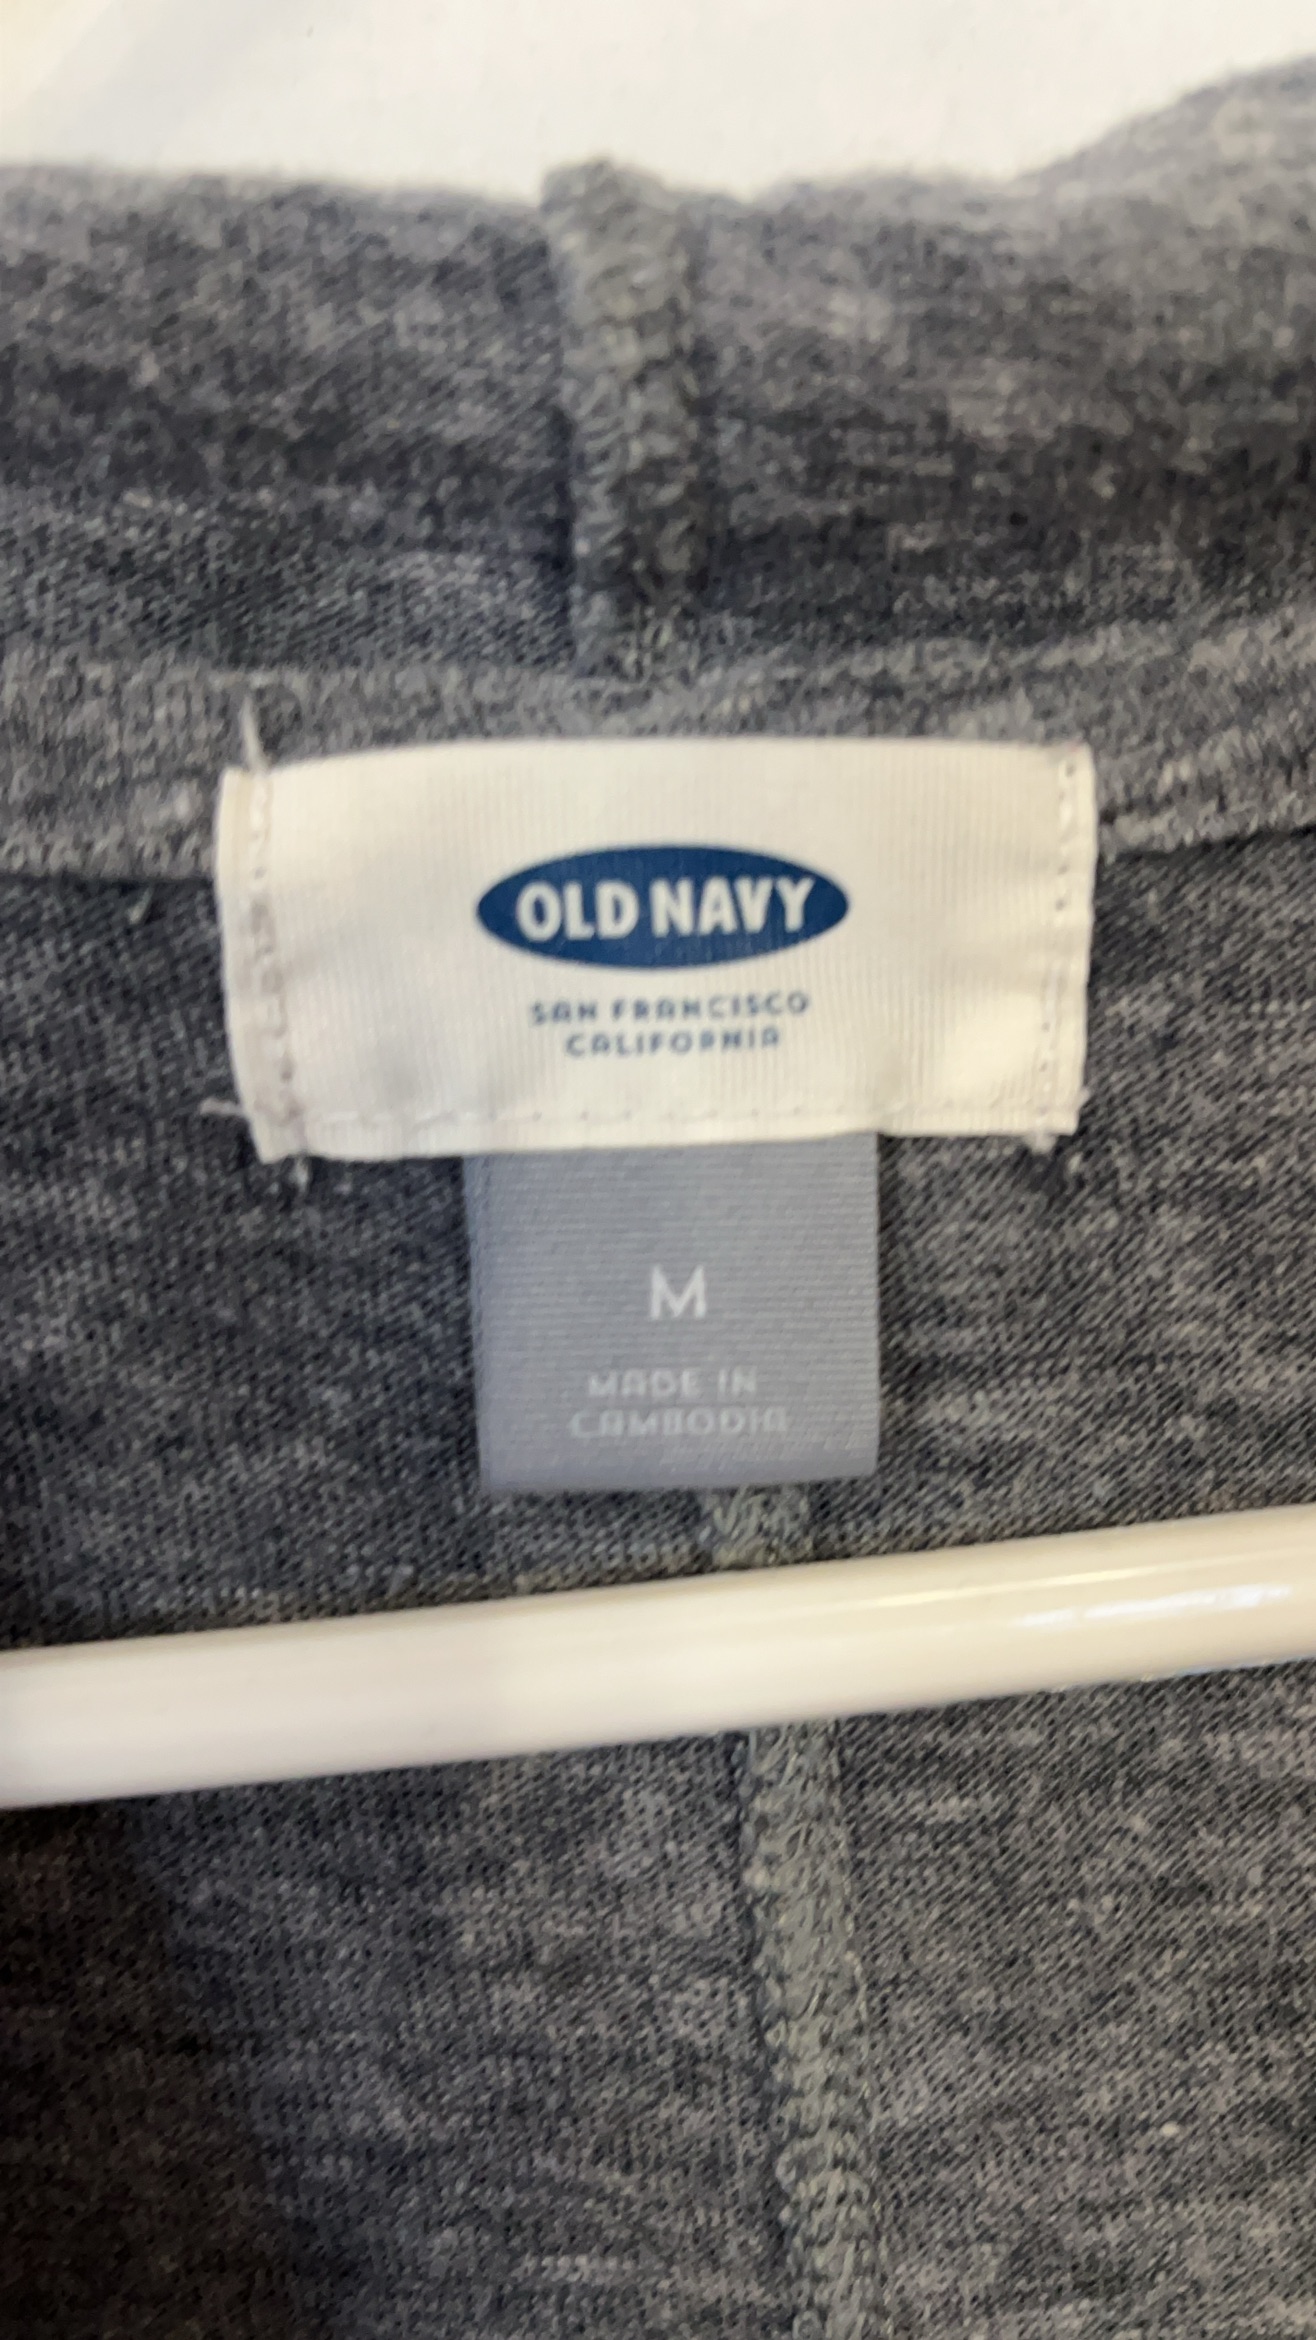 OLD NAVY
SAN FRANCISCO
CALIFORNIA
M
MADE IN
CAMBODIA